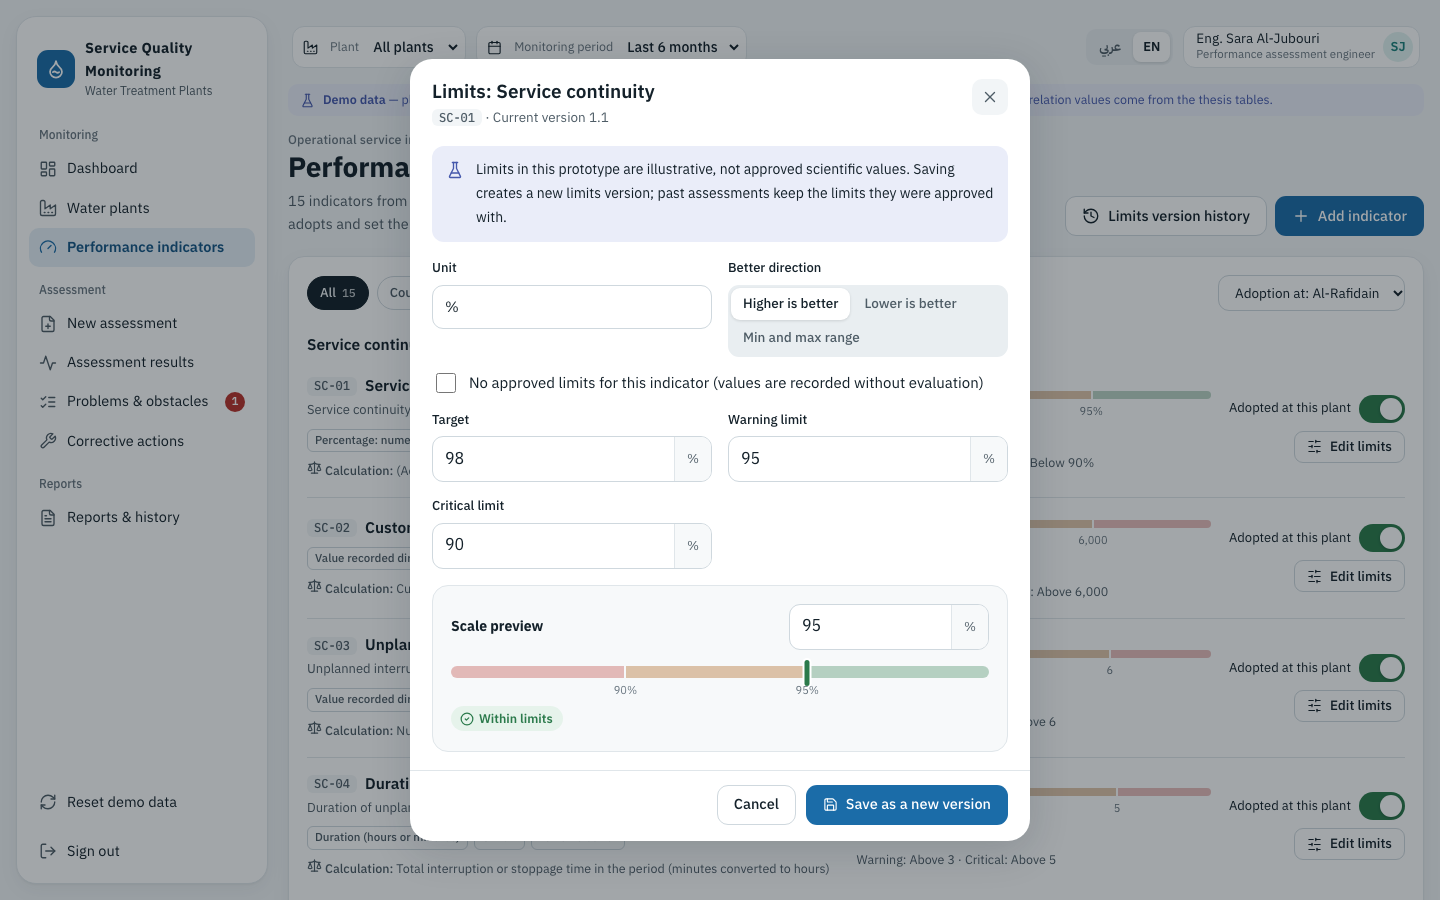 Service Quality
Monitoring
Water Treatment Plants
Monitoring
Dashboard
Water plants
Performance indicators
Assessment
New assessment
Assessment results
Problems & obstacles 1
Corrective actions
Reports
Reports & history
Reset demo data
Sign out
Plant All plants
Monitoring period Last 6 months
عربي EN
Eng. Sara Al-Jubouri
Performance assessment engineer
SJ
Demo data —
relation values come from the thesis tables.
Operational service
Performa
15 indicators from
adopts and set the
Limits version history
Add indicator
All 15
Adoption at: Al-Rafidain
Service contin
SC-01
Service continuity
Percentage: nume
Calculation:
95%
Below 90%
Adopted at this plant
Edit limits
SC-02 Custor
Value recorded dir
Calculation: Cu
6,000
: Above 6,000
Adopted at this plant
Edit limits
SC-03 Unplar
Unplanned interru
Value recorded dir
Calculation: Nu
6
ve 6
Adopted at this plant
Edit limits
SC-04 Durati
Duration of unplar
Duration (hours or m
Calculation: Total interruption or stoppage time in the period (minutes converted to hours)
5
Warning: Above 3 · Critical: Above 5
Adopted at this plant
Edit limits
Limits: Service continuity
SC-01 · Current version 1.1
Limits in this prototype are illustrative, not approved scientific values. Saving
creates a new limits version; past assessments keep the limits they were approved
with.
Unit
%
Better direction
Higher is better Lower is better
Min and max range
No approved limits for this indicator (values are recorded without evaluation)
Target
98 %
Warning limit
95 %
Critical limit
90 %
Scale preview
95 %
90% 95%
Within limits
Cancel
Save as a new version